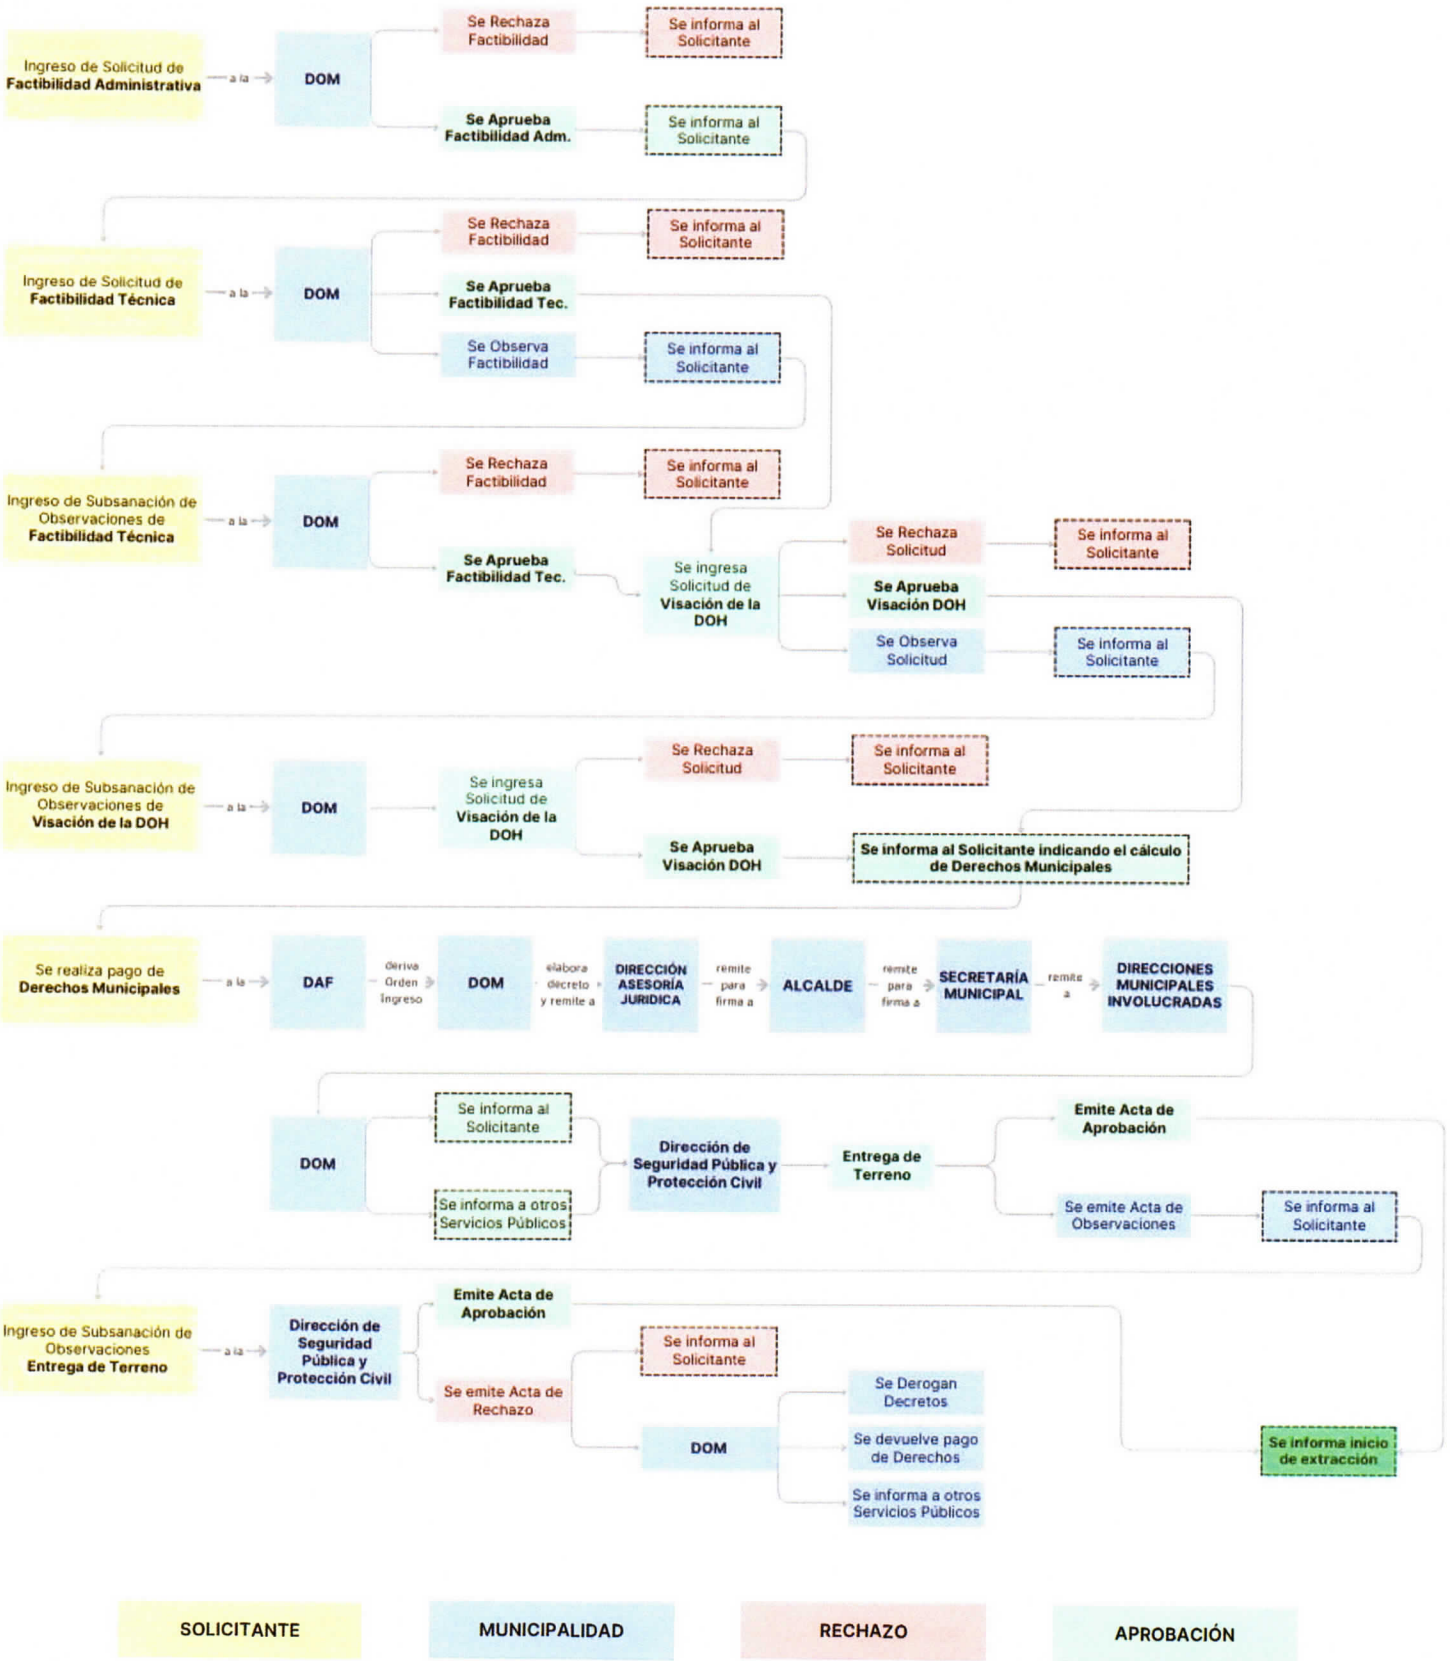 Ingreso de Solicitud de
Factibilidad Administrativa
a la
DOM
Se Rechaza
Factibilidad
Se informa al
Solicitante
Se Aprueba
Factibilidad Adm.
Se informa al
Solicitante
Ingreso de Solicitud de
Factibilidad Técnica
a la
DOM
Se Rechaza
Factibilidad
Se informa al
Solicitante
Se Aprueba
Factibilidad Tec.
Se Observa
Factibilidad
Se informa al
Solicitante
Ingreso de Subsanación de
Observaciones de
Factibilidad Técnica
a la
DOM
Se Rechaza
Factibilidad
Se informa al
Solicitante
Se Aprueba
Factibilidad Tec.
Se ingresa
Solicitud de
Visación de la
DOH
Se Rechaza
Solicitud
Se informa al
Solicitante
Se Aprueba
Visación DOH
Se Observa
Solicitud
Se informa al
Solicitante
Ingreso de Subsanación de
Observaciones de
Visación de la DOH
a la
DOM
Se ingresa
Solicitud de
Visación de la
DOH
Se Rechaza
Solicitud
Se informa al
Solicitante
Se Aprueba
Visación DOH
Se informa al Solicitante indicando el cálculo
de Derechos Municipales
Se realiza pago de
Derechos Municipales
a la
DAF
deriva
Orden
Ingreso
DOM
elabora
decreto
y remite a
DIRECCIÓN
ASESORÍA
JURIDICA
remite
para
firma a
ALCALDE
remite
para
firma a
SECRETARÍA
MUNICIPAL
remite
a
DIRECCIONES
MUNICIPALES
INVOLUCRADAS
DOM
Se informa al
Solicitante
Se informa a otros
Servicios Públicos
Dirección de
Seguridad Pública y
Protección Civil
Entrega de
Terreno
Emite Acta de
Aprobación
Se emite Acta de
Observaciones
Se informa al
Solicitante
Ingreso de Subsanación de
Observaciones
Entrega de Terreno
a la
Dirección de
Seguridad
Pública y
Protección Civil
Emite Acta de
Aprobación
Se emite Acta de
Rechazo
Se informa al
Solicitante
DOM
Se Derogan
Decretos
Se devuelve pago
de Derechos
Se informa a otros
Servicios Públicos
Se informa inicio
de extracción
SOLICITANTE
MUNICIPALIDAD
RECHAZO
APROBACIÓN